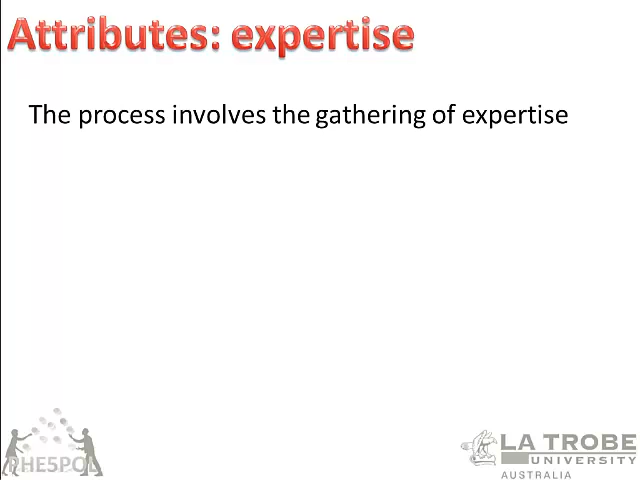 Attributes: expertise
The process involves the gathering of expertise
PHE5POL
LA TROBE
UNIVERSITY
AUSTRALIA